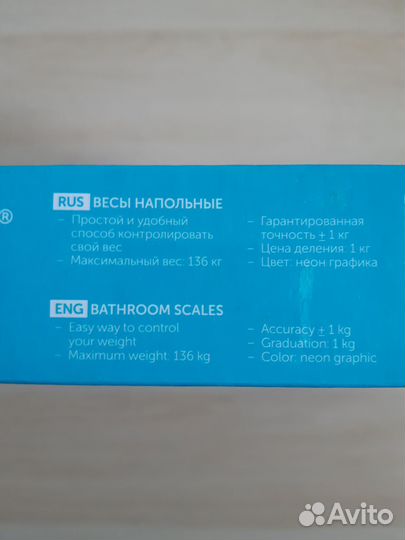 ®
RUS ВЕСЫ НАПОЛЬНЫЕ
– Простой и удобный
способ контролировать
свой вес
– Максимальный вес: 136 кг
– Гарантированная
точность ± 1 кг
– Цена деления: 1 кг
– Цвет: неон графика
ENG BATHROOM SCALES
– Easy way to control
your weight
– Maximum weight: 136 kg
– Accuracy ± 1 kg
– Graduation: 1 kg
– Color: neon graphic
Avito